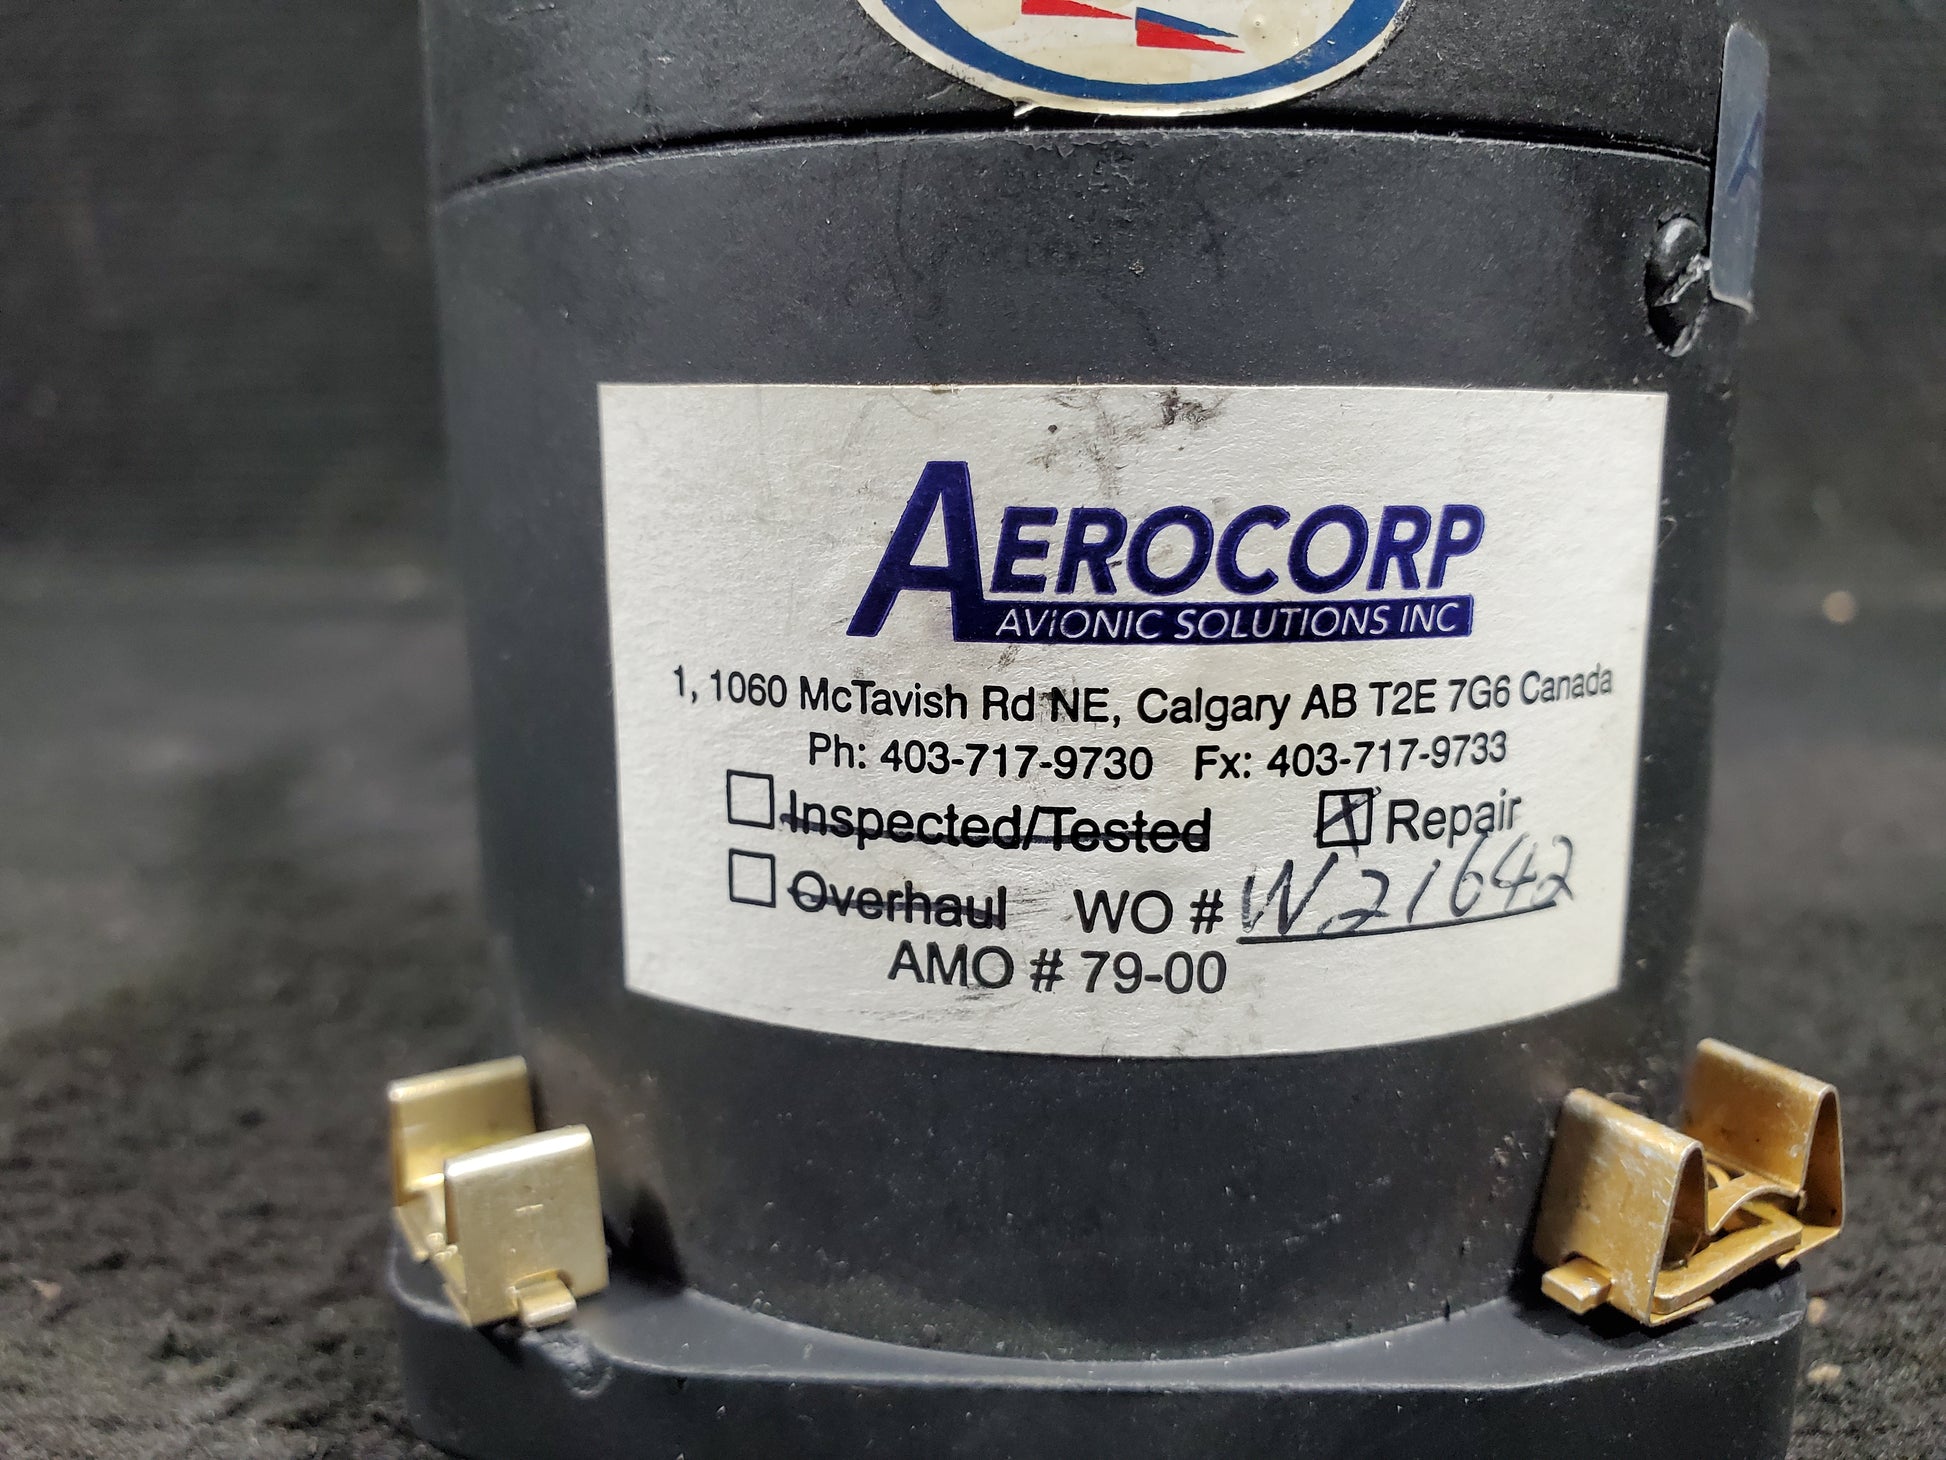 AEROCORP
AVIONIC SOLUTIONS INC
1, 1060 McTavish Rd NE, Calgary AB T2E 7G6 Canada
Ph: 403-717-9730 Fx: 403-717-9733
Inspected/Tested Repair
Overhaul WO # W21642
AMO # 79-00